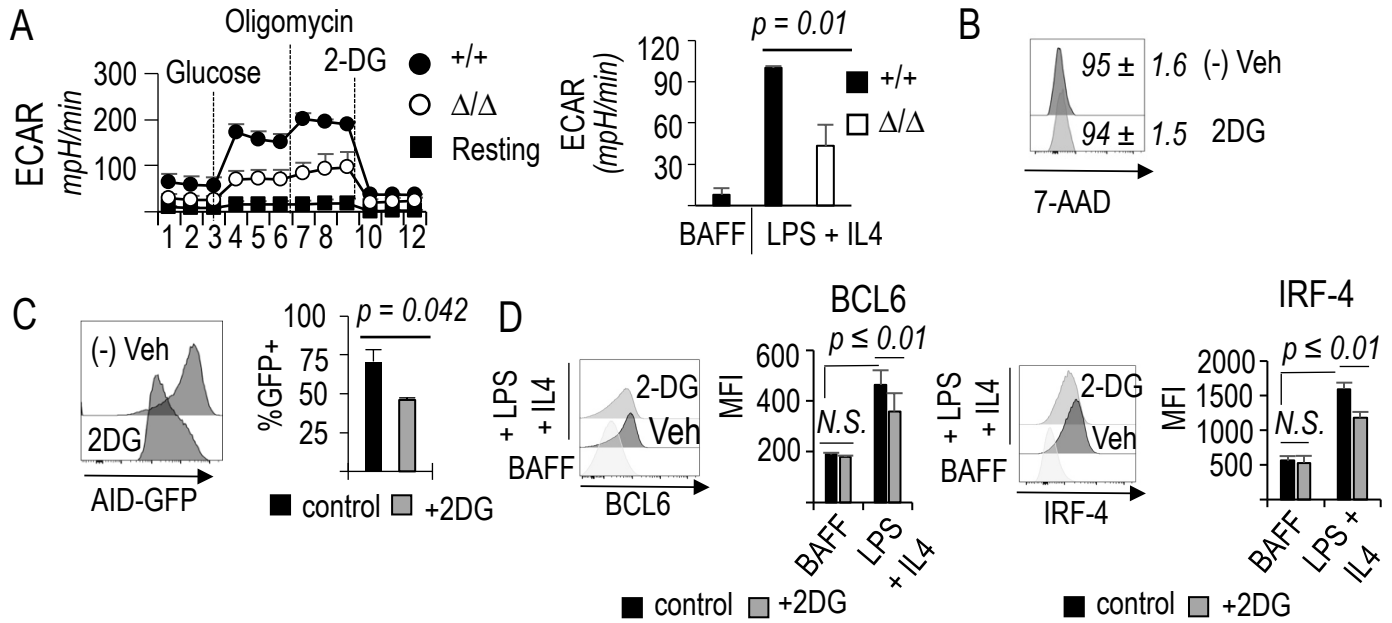 A
Oligomycin
Glucose
2-DG
+/+
Δ/Δ
Resting
ECAR
mpH/min
300
200
100
1 2 3 4 5 6 7 8 10 12
p = 0.01
ECAR
(mpH/min)
120
90
60
30
+/+
Δ/Δ
BAFF LPS + IL4
B
95 ± 1.6 (-) Veh
94 ± 1.5 2DG
7-AAD
C
(-) Veh
2DG
AID-GFP
p = 0.042
%GFP+
100
75
50
25
control +2DG
D
+ LPS
+ IL4
BAFF
Veh
BCL6
BCL6
p ≤ 0.01
N.S.
MFI
600
400
200
BAFF
LPS
+ IL4
control +2DG
+ LPS
+ IL4
BAFF
2-DG
Veh
IRF-4
IRF-4
p ≤ 0.01
N.S.
MFI
2000
1500
1000
500
BAFF
LPS +
IL4
control +2DG
2-DG